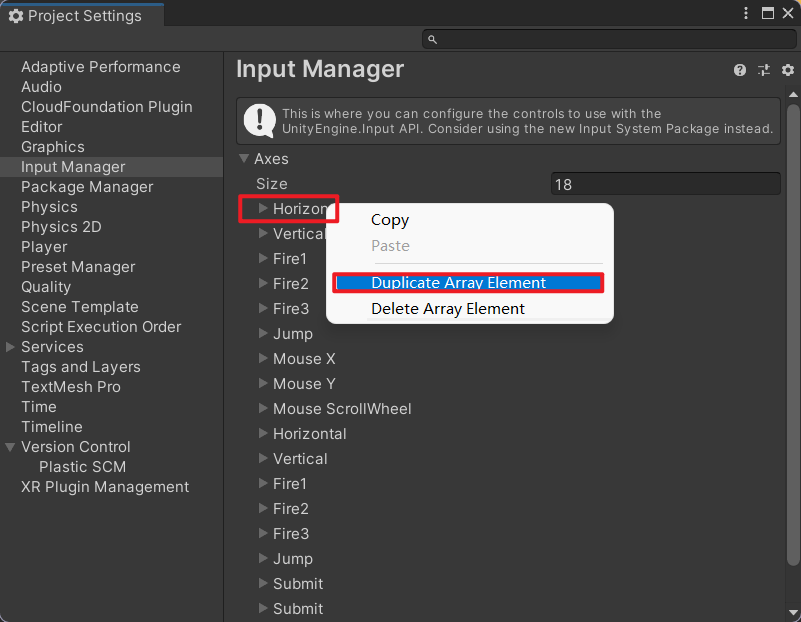 Project Settings
Adaptive Performance
Audio
CloudFoundation Plugin
Editor
Graphics
Input Manager
Package Manager
Physics
Physics 2D
Player
Preset Manager
Quality
Scene Template
Script Execution Order
Services
Tags and Layers
TextMesh Pro
Time
Timeline
Version Control
Plastic SCM
XR Plugin Management
Input Manager
This is where you can configure the controls to use with the
UnityEngine.Input API. Consider using the new Input System Package instead.
Axes
Size 18
Horizon
Vertical
Fire1
Fire2
Fire3
Jump
Mouse X
Mouse Y
Mouse ScrollWheel
Horizontal
Vertical
Fire1
Fire2
Fire3
Jump
Submit
Submit
Copy
Paste
Duplicate Array Element
Delete Array Element